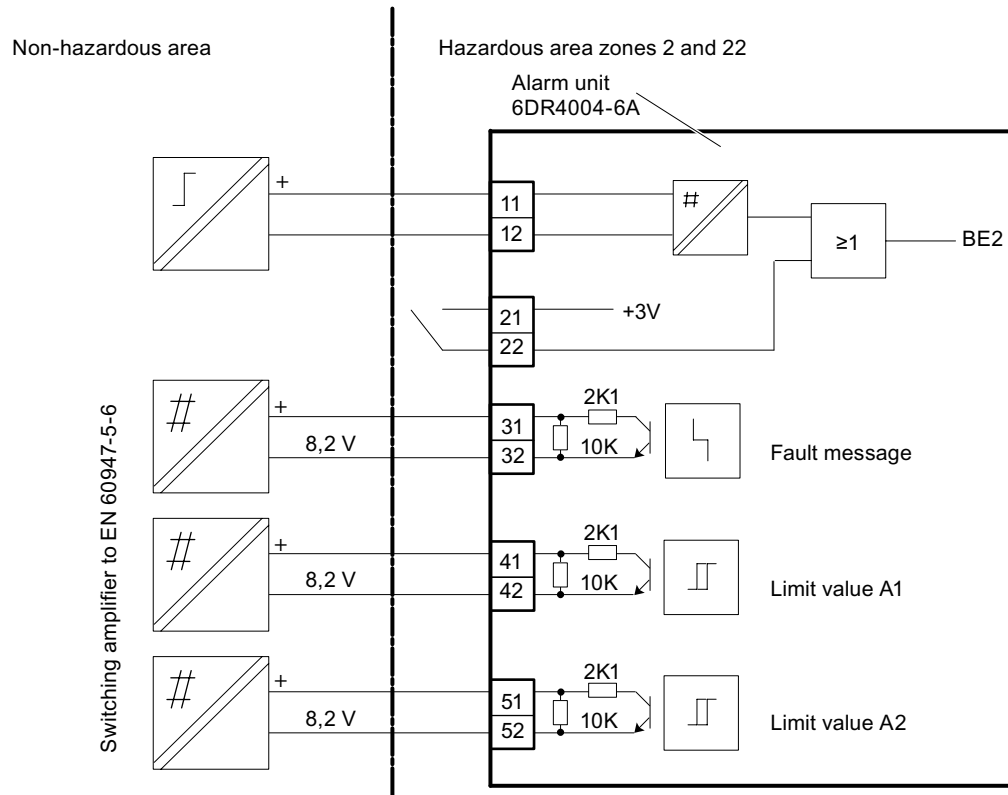 Non-hazardous area
Hazardous area zones 2 and 22
Alarm unit
6DR4004-6A
+
11
12
#
≥1
BE2
21
22
+3V
Switching amplifier to EN 60947-5-6
#
+
8,2 V
31
32
2K1
10K
Fault message
#
+
8,2 V
41
42
2K1
10K
Limit value A1
#
+
8,2 V
51
52
2K1
10K
Limit value A2